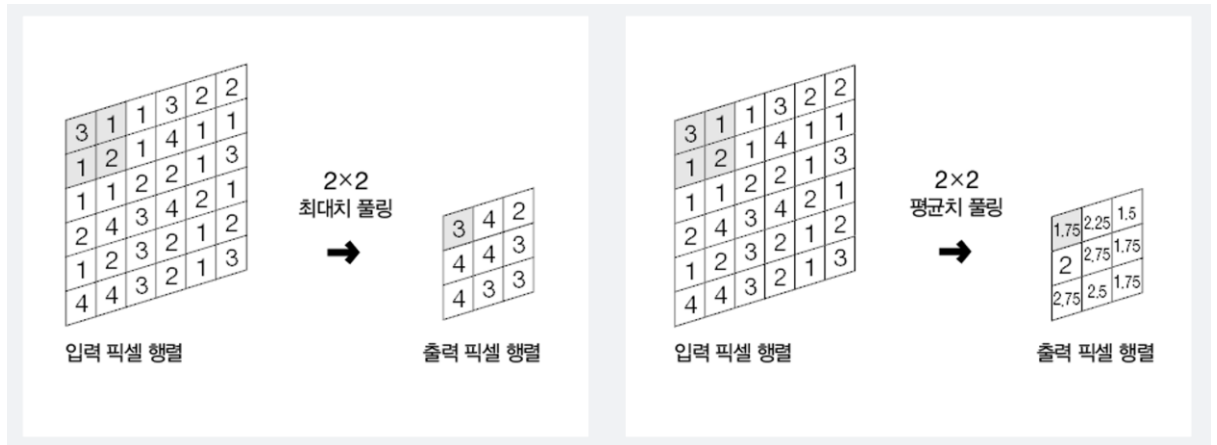 3 1 1 3 2 2
1 2 1 4 1 1
1 1 2 2 1 3
2 4 3 4 2 1
1 2 3 2 1 2
4 4 3 2 1 3
입력 픽셀 행렬
2×2
최대치 풀링
➔
3 4 2
4 4 3
4 3 3
출력 픽셀 행렬
3 1 1 3 2 2
1 2 1 4 1 1
1 1 2 2 1 3
2 4 3 4 2 1
1 2 3 2 1 2
4 4 3 2 1 3
입력 픽셀 행렬
2×2
평균치 풀링
➔
1.75 2.25 1.5
2 2.75 1.75
2.75 2.5 1.75
출력 픽셀 행렬